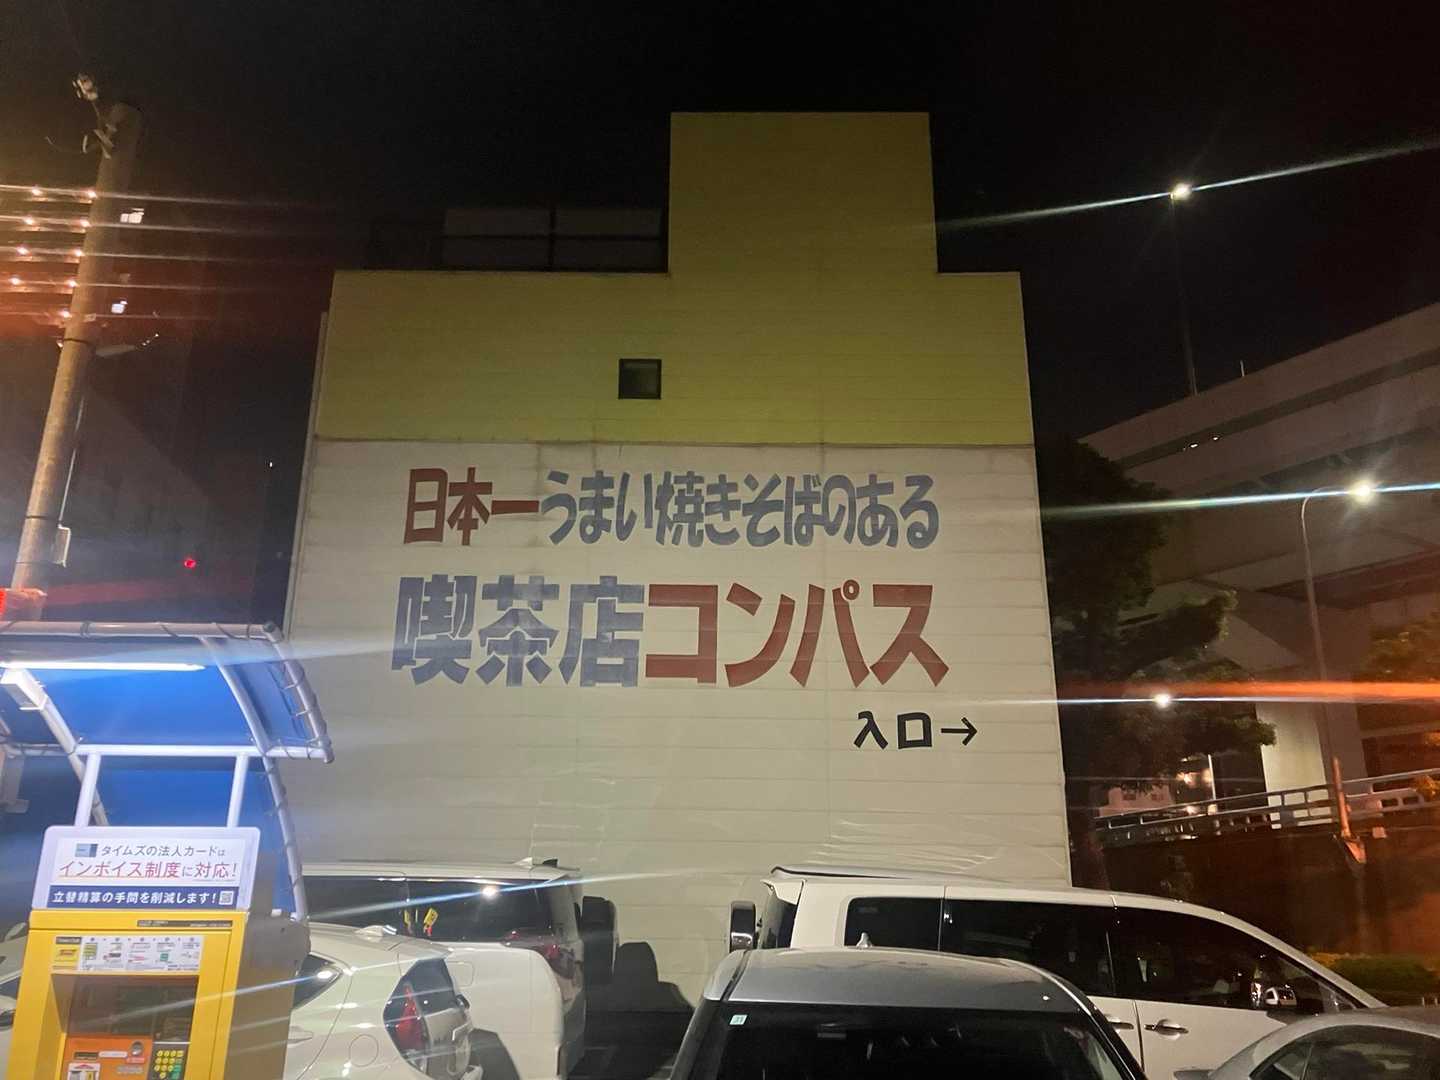 日本一うまい焼きそばのある
喫茶店コンパス
入口→
タイムズの法人カードは
インボイス制度に対応！
立替精算の手間を削減します！